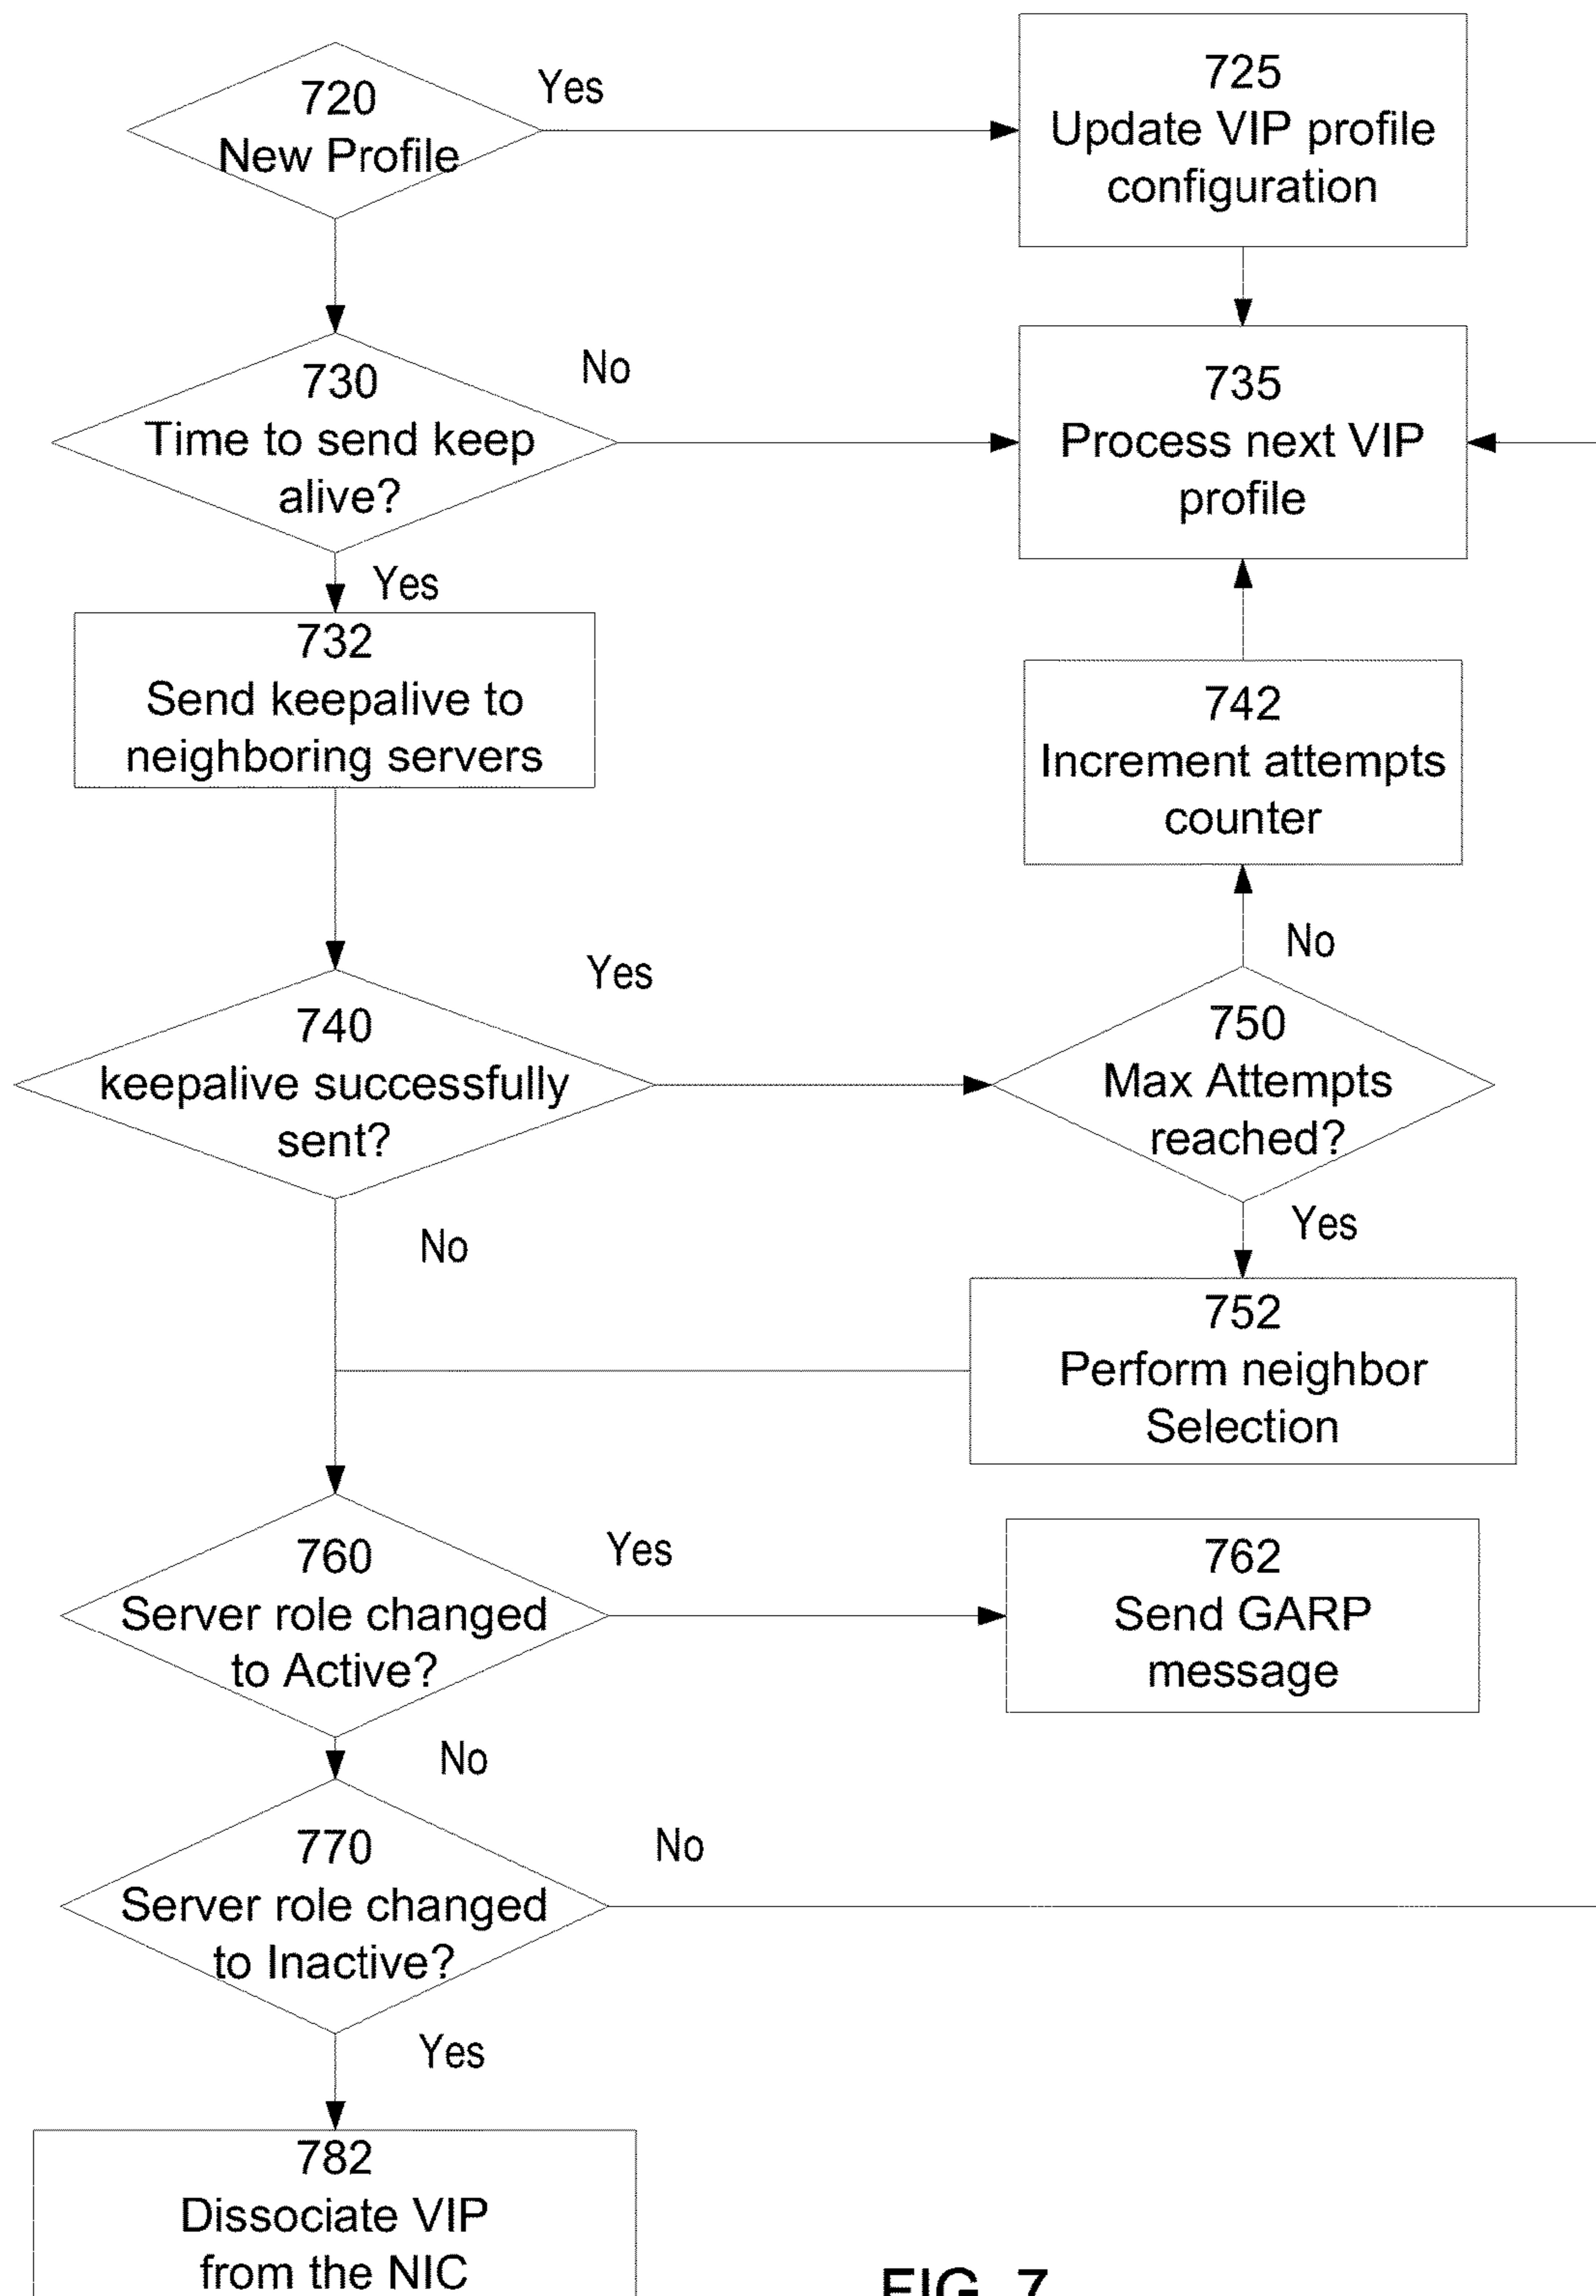 720
New Profile
Yes
725
Update VIP profile
configuration
730
Time to send keep
alive?
No
735
Process next VIP
profile
Yes
732
Send keepalive to
neighboring servers
742
Increment attempts
counter
740
keepalive successfully
sent?
Yes
No
750
Max Attempts
reached?
No
Yes
752
Perform neighbor
Selection
760
Server role changed
to Active?
Yes
762
Send GARP
message
No
770
Server role changed
to Inactive?
No
Yes
782
Dissociate VIP
from the NIC
FIG. 7